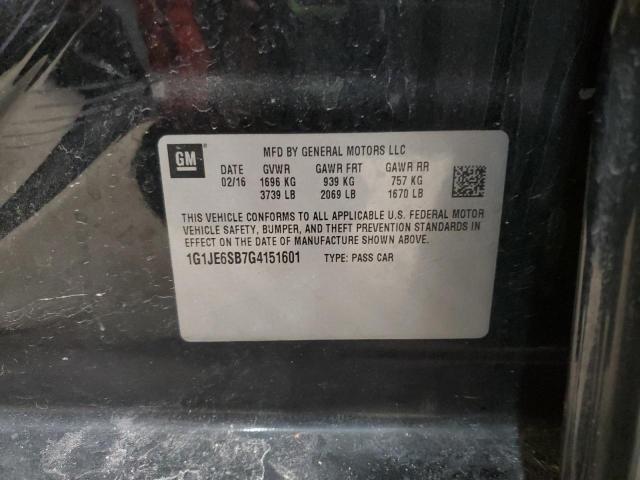 GM ® MFD BY GENERAL MOTORS LLC
DATE GVWR GAWR FRT GAWR RR
02/16 1696 KG 939 KG 757 KG
3739 LB 2069 LB 1670 LB
THIS VEHICLE CONFORMS TO ALL APPLICABLE U.S. FEDERAL MOTOR
VEHICLE SAFETY, BUMPER, AND THEFT PREVENTION STANDARDS IN
EFFECT ON THE DATE OF MANUFACTURE SHOWN ABOVE.
1G1JE6SB7G4151601 TYPE: PASS CAR